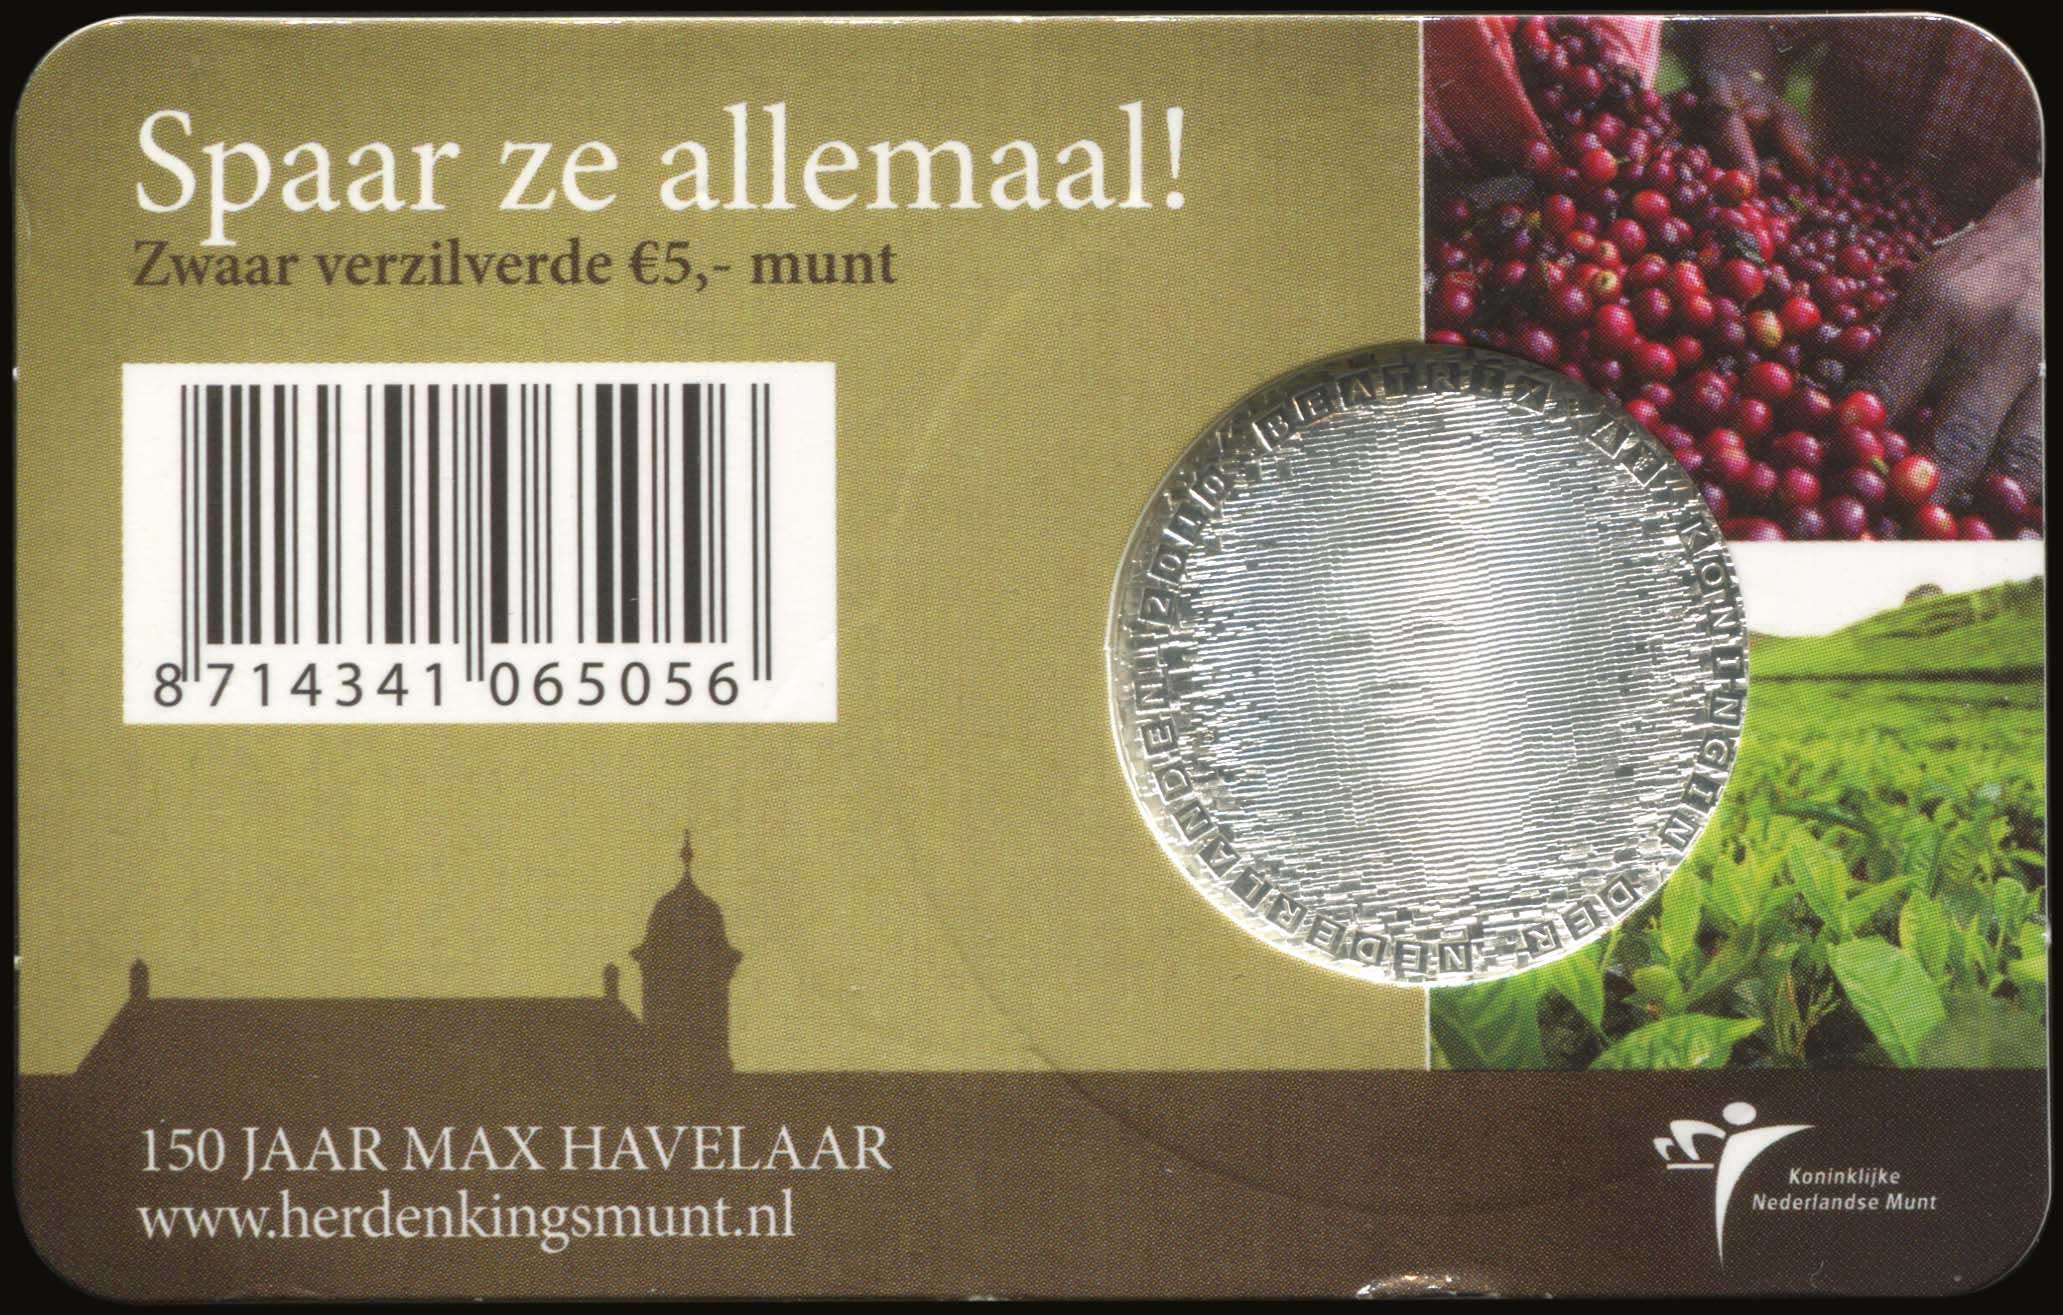 Spaar ze allemaal!
Zwaar verzilverde €5,- munt
8 714341 065056
BEATRIX KONINGIN DER NEDERLANDEN 2010
150 JAAR MAX HAVELAAR
www.herdenkingsmunt.nl
Koninklijke
Nederlandse Munt